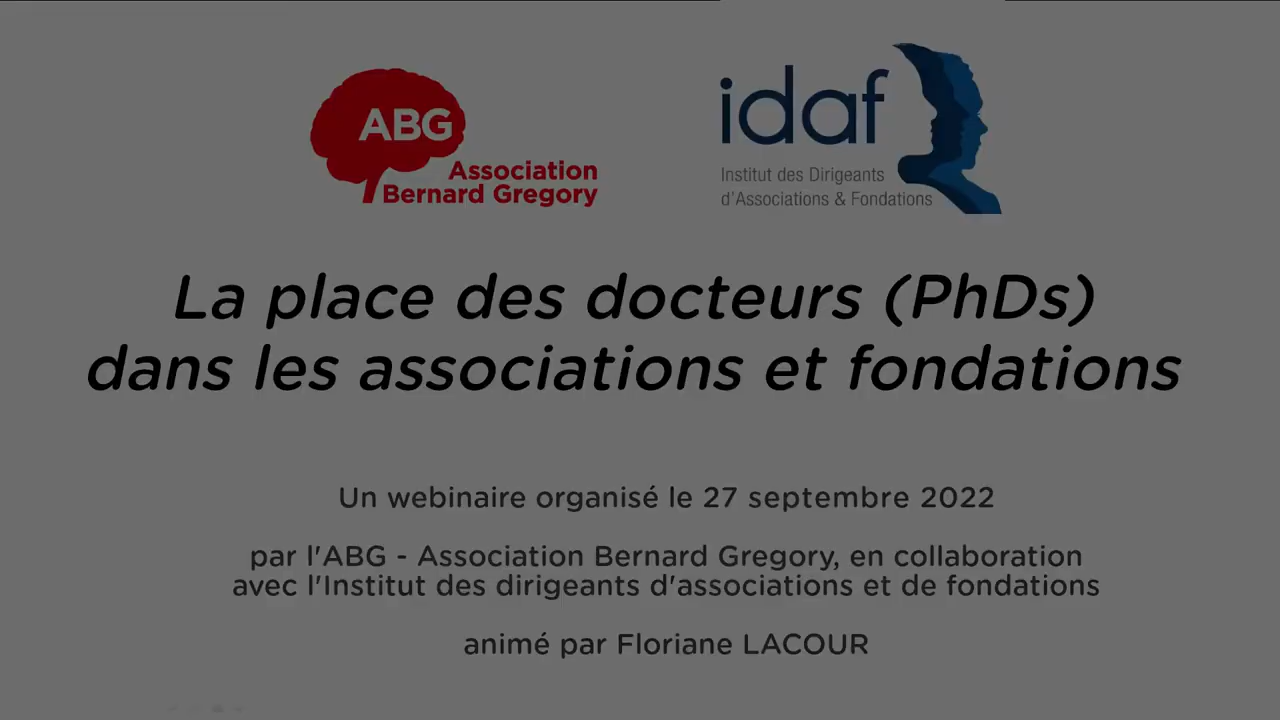 ABG
Association
Bernard Gregory
idaf
Institut des Dirigeants
d'Associations & Fondations
La place des docteurs (PhDs)
dans les associations et fondations
Un webinaire organisé le 27 septembre 2022
par l'ABG - Association Bernard Gregory, en collaboration
avec l'Institut des dirigeants d'associations et de fondations
animé par Floriane LACOUR